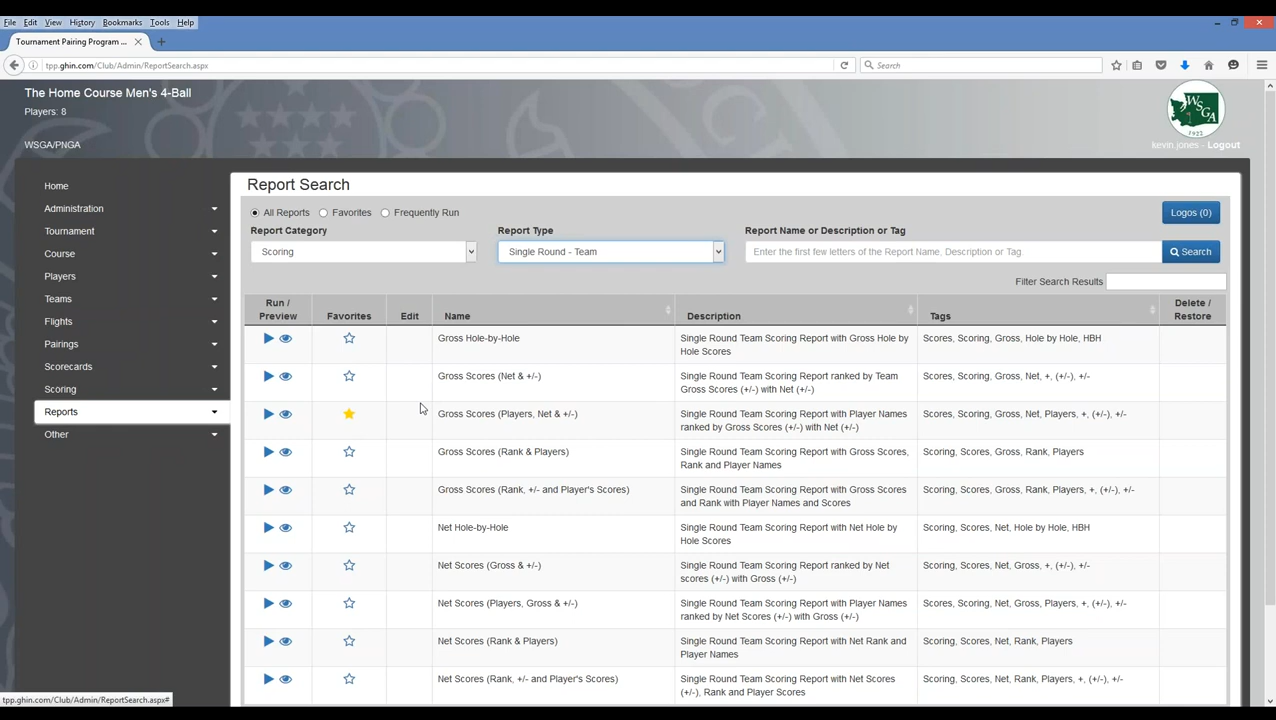 File Edit View History Bookmarks Tools Help
Tournament Pairing Program ...
tpp.ghin.com/Club/Admin/ReportSearch.aspx
Search
The Home Course Men's 4-Ball
Players: 8
WSGA
1922
WSGA/PNGA
kevin.jones - Logout
Home
Administration
Tournament
Course
Players
Teams
Flights
Pairings
Scorecards
Scoring
Reports
Other
Report Search
All Reports Favorites Frequently Run
Logos (0)
Report Category Report Type Report Name or Description or Tag
Scoring Single Round - Team Enter the first few letters of the Report Name, Description or Tag Search
Filter Search Results
Run / Preview Favorites Edit Name Description Tags Delete / Restore
Gross Hole-by-Hole Single Round Team Scoring Report with Gross Hole by Scores, Scoring, Gross, Hole by Hole, HBH
Hole Scores
Gross Scores (Net & +/-) Single Round Team Scoring Report ranked by Team Scores, Scoring, Gross, Net, +, (+/-), +/-
Gross Scores (+/-) with Net (+/-)
Gross Scores (Players, Net & +/-) Single Round Team Scoring Report with Player Names Scores, Scoring, Gross, Net, Players, +, (+/-), +/-
ranked by Gross Scores (+/-) with Net (+/-)
Gross Scores (Rank & Players) Single Round Team Scoring Report with Gross Scores, Scoring, Scores, Gross, Rank, Players
Rank and Player Names
Gross Scores (Rank, +/- and Player's Scores) Single Round Team Scoring Report with Gross Scores Scoring, Scores, Gross, Rank, Players, +, (+/-), +/-
and Rank with Player Names and Scores
Net Hole-by-Hole Single Round Team Scoring Report with Net Hole by Scoring, Scores, Net, Hole by Hole, HBH
Hole Scores
Net Scores (Gross & +/-) Single Round Team Scoring Report ranked by Net Scoring, Scores, Net, Gross, +, (+/-), +/-
scores (+/-) with Gross (+/-)
Net Scores (Players, Gross & +/-) Single Round Team Scoring Report with Player Names Scores, Scoring, Net, Gross, Players, +, (+/-), +/-
ranked by Net Scores (+/-) with Gross (+/-)
Net Scores (Rank & Players) Single Round Team Scoring Report with Net Rank and Scoring, Scores, Net, Rank, Players
Player Names
Net Scores (Rank, +/- and Player's Scores) Single Round Team Scoring Report with Net Scores Scoring, Scores, Net, Rank, Players, +, (+/-), +/-
(+/-), Rank and Player Scores
tpp.ghin.com/Club/Admin/ReportSearch.aspx#